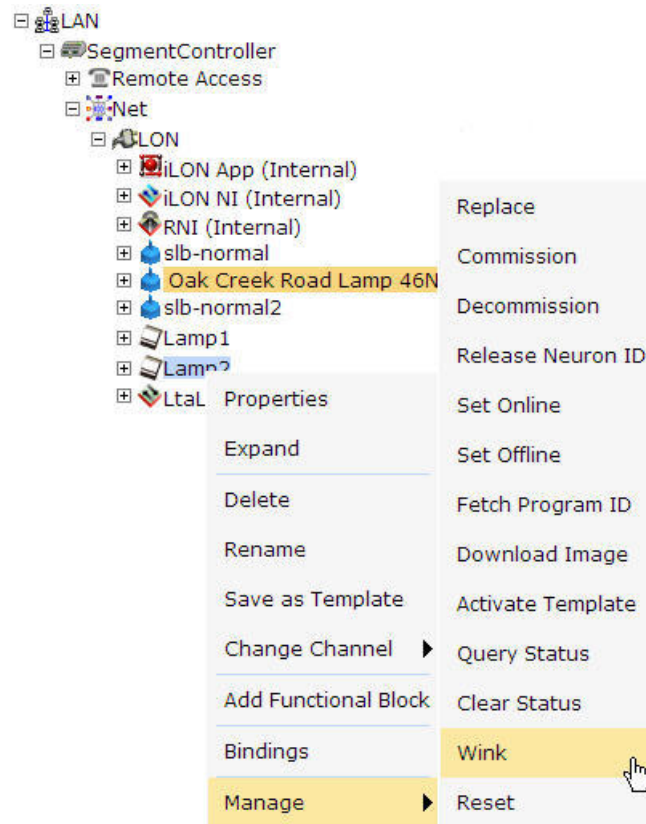 LAN
SegmentController
Remote Access
Net
LON
iLON App (Internal)
iLON NI (Internal)
RNI (Internal)
slb-normal
Oak Creek Road Lamp 46N
slb-normal2
Lamp1
Lamp2
LtaL
Properties
Expand
Delete
Rename
Save as Template
Change Channel
Add Functional Block
Bindings
Manage
Replace
Commission
Decommission
Release Neuron ID
Set Online
Set Offline
Fetch Program ID
Download Image
Activate Template
Query Status
Clear Status
Wink
Reset